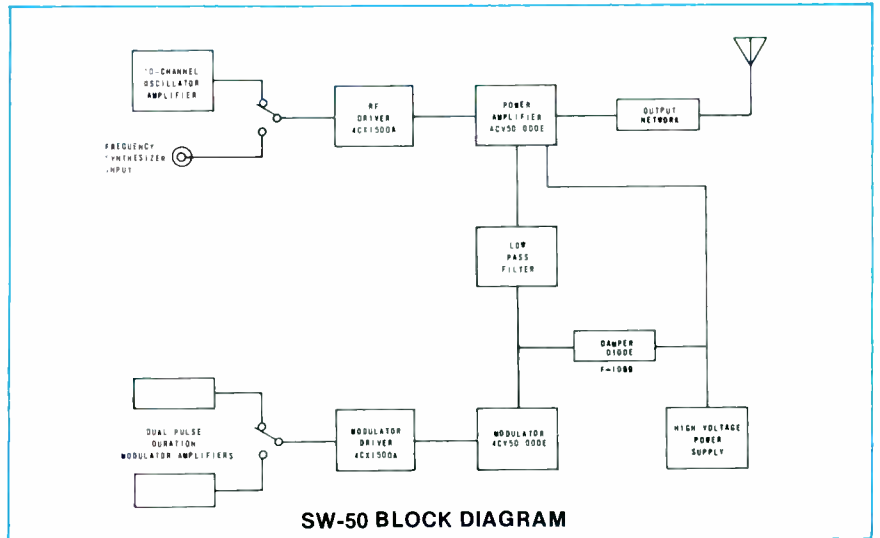 10-CHANNEL
OSCILLATOR
AMPLIFIER
FREQUENCY
SYNTHESIZER
INPUT
RF
DRIVER
4CX1500A
POWER
AMPLIFIER
4CV50 000E
OUTPUT
NETWORK
LOW
PASS
FILTER
DAMPER
DIODE
DUAL PULSE
DURATION
MODULATOR AMPLIFIERS
MODULATOR
DRIVER
4CX1500A
MODULATOR
4CV50 000E
HIGH VOLTAGE
POWER
SUPPLY
SW-50 BLOCK DIAGRAM